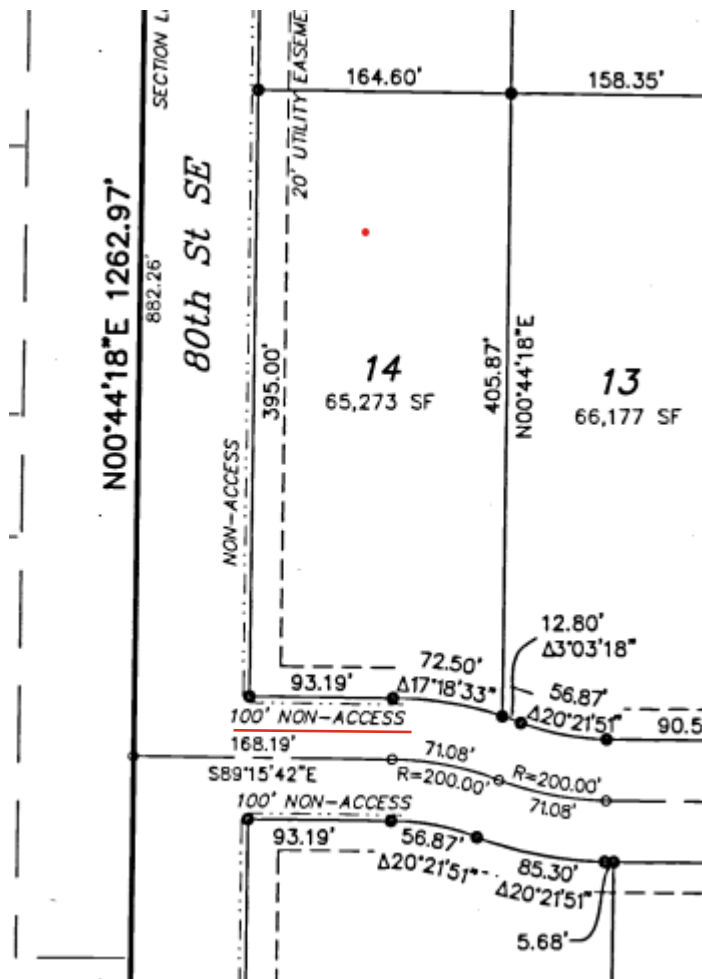 SECTION L
20' UTILITY EASEME
164.60'
158.35'
N00°44'18"E 1262.97'
882.26'
80th St SE
395.00'
14
65,273 SF
405.87'
N00°44'18"E
13
66,177 SF
NON-ACCESS
12.80'
Δ3°03'18"
72.50'
Δ17°18'33"
93.19'
56.87'
Δ20°21'51"
90.5
100' NON-ACCESS
168.19'
S89°15'42"E
71.08'
R=200.00'
R=200.00'
71.08'
100' NON-ACCESS
93.19'
56.87'
Δ20°21'51"
85.30'
Δ20°21'51"
5.68'